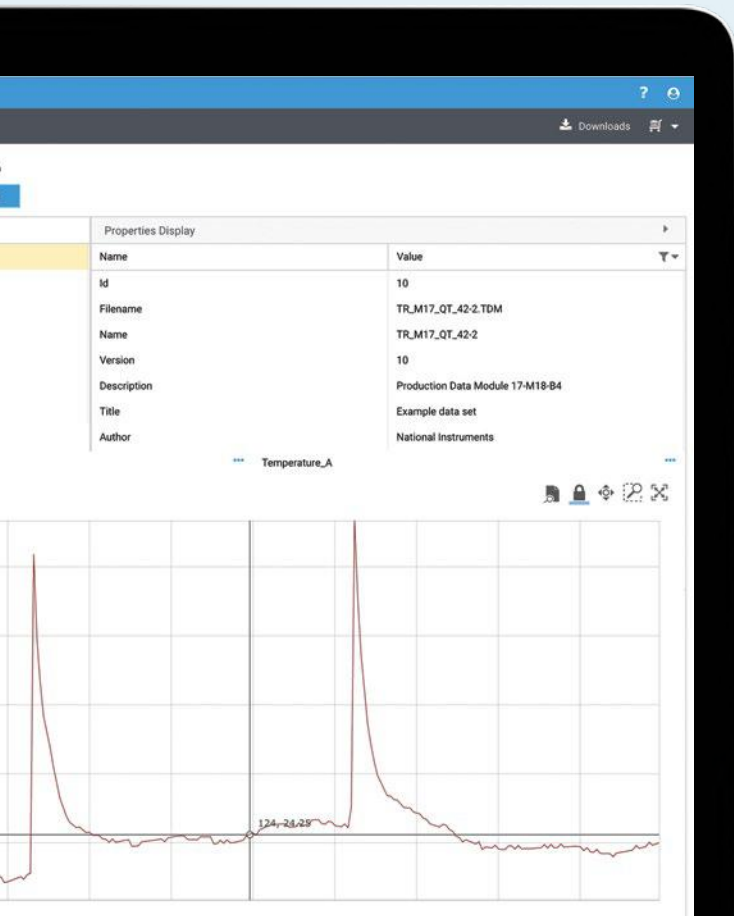 ?
Downloads
Properties Display
Name Value
Id 10
Filename TR_M17_QT_42-2.TDM
Name TR_M17_QT_42-2
Version 10
Description Production Data Module 17-M18-B4
Title Example data set
Author National Instruments
Temperature_A
124, 24.25